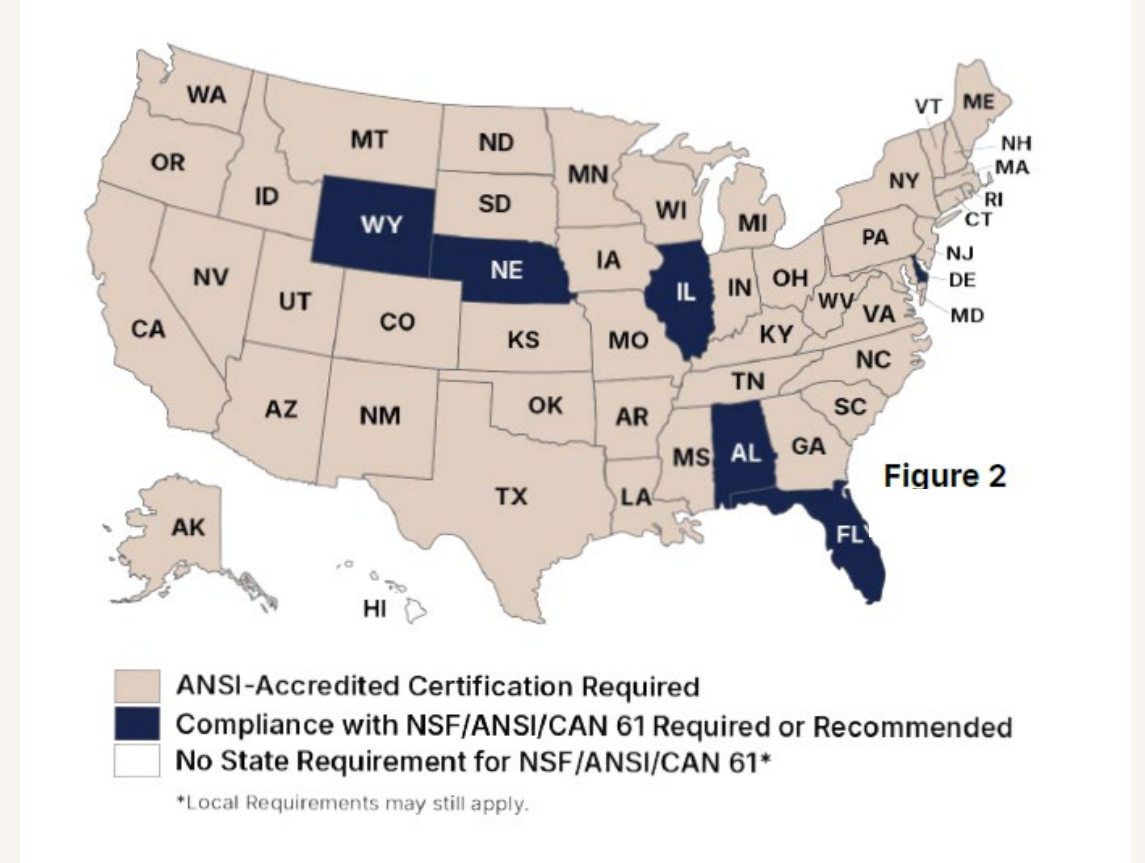 WA
MT
ND
MN
VT
ME
OR
ID
SD
WI
MI
NY
NH
MA
RI
CT
WY
NE
IA
PA
NJ
DE
MD
NV
UT
CO
IL
IN
OH
WV
VA
CA
KS
MO
KY
NC
TN
AZ
NM
OK
AR
SC
MS
AL
GA
TX
LA
Figure 2
AK
FL
HI
ANSI-Accredited Certification Required
Compliance with NSF/ANSI/CAN 61 Required or Recommended
No State Requirement for NSF/ANSI/CAN 61*
*Local Requirements may still apply.